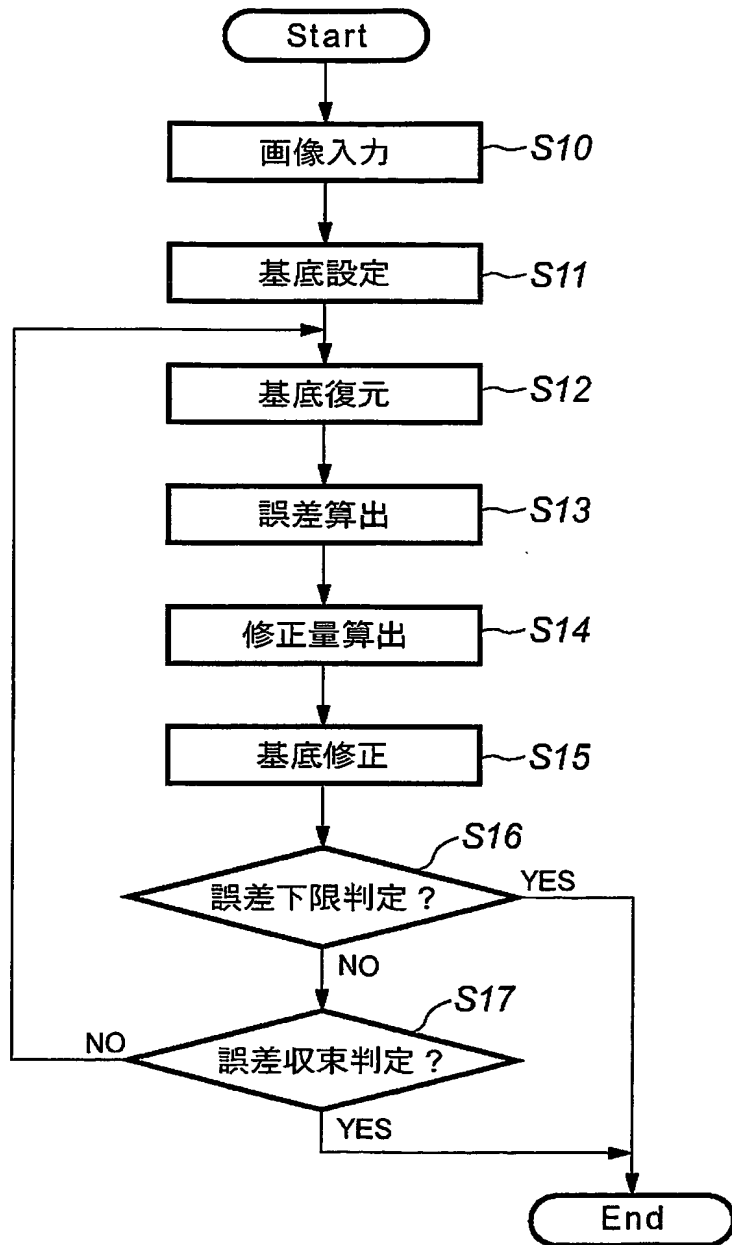 Start
画像入力
S10
基底設定
S11
基底復元
S12
誤差算出
S13
修正量算出
S14
基底修正
S15
S16
誤差下限判定？
YES
NO
S17
NO
誤差収束判定？
YES
End